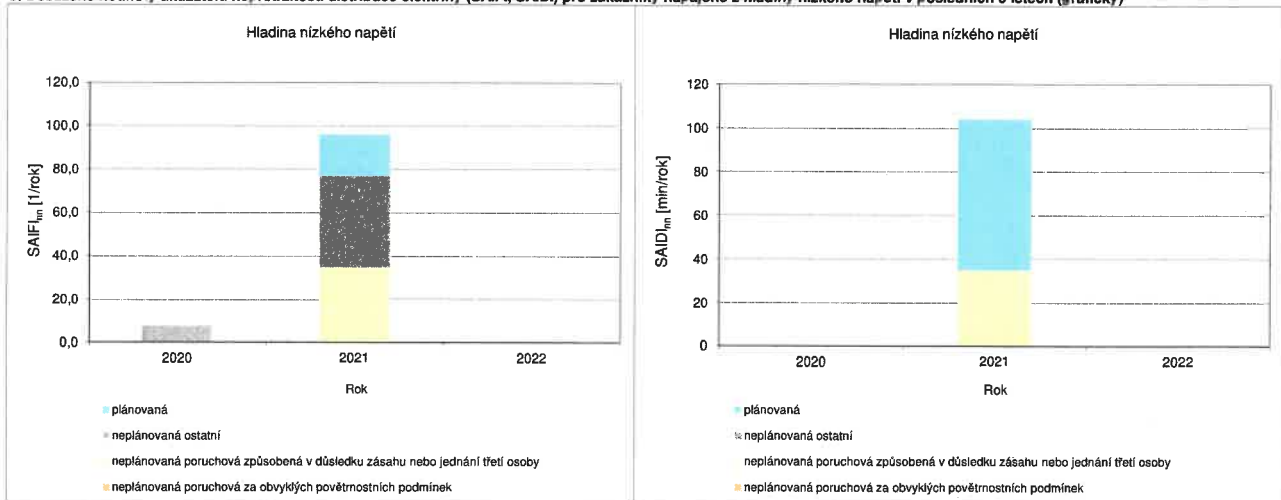 Hladina nízkého napětí
SAIFI_nn [1/rok]
120,0
100,0
80,0
60,0
40,0
20,0
0,0
2020
2021
2022
Rok
plánovaná
neplánovaná ostatní
neplánovaná poruchová způsobená v důsledku zásahu nebo jednání třetí osoby
neplánovaná poruchová za obvyklých povětrnostních podmínek
Hladina nízkého napětí
SAIDI_nn [min/rok]
120
100
80
60
40
20
0
2020
2021
2022
Rok
plánovaná
neplánovaná ostatní
neplánovaná poruchová způsobená v důsledku zásahu nebo jednání třetí osoby
neplánovaná poruchová za obvyklých povětrnostních podmínek